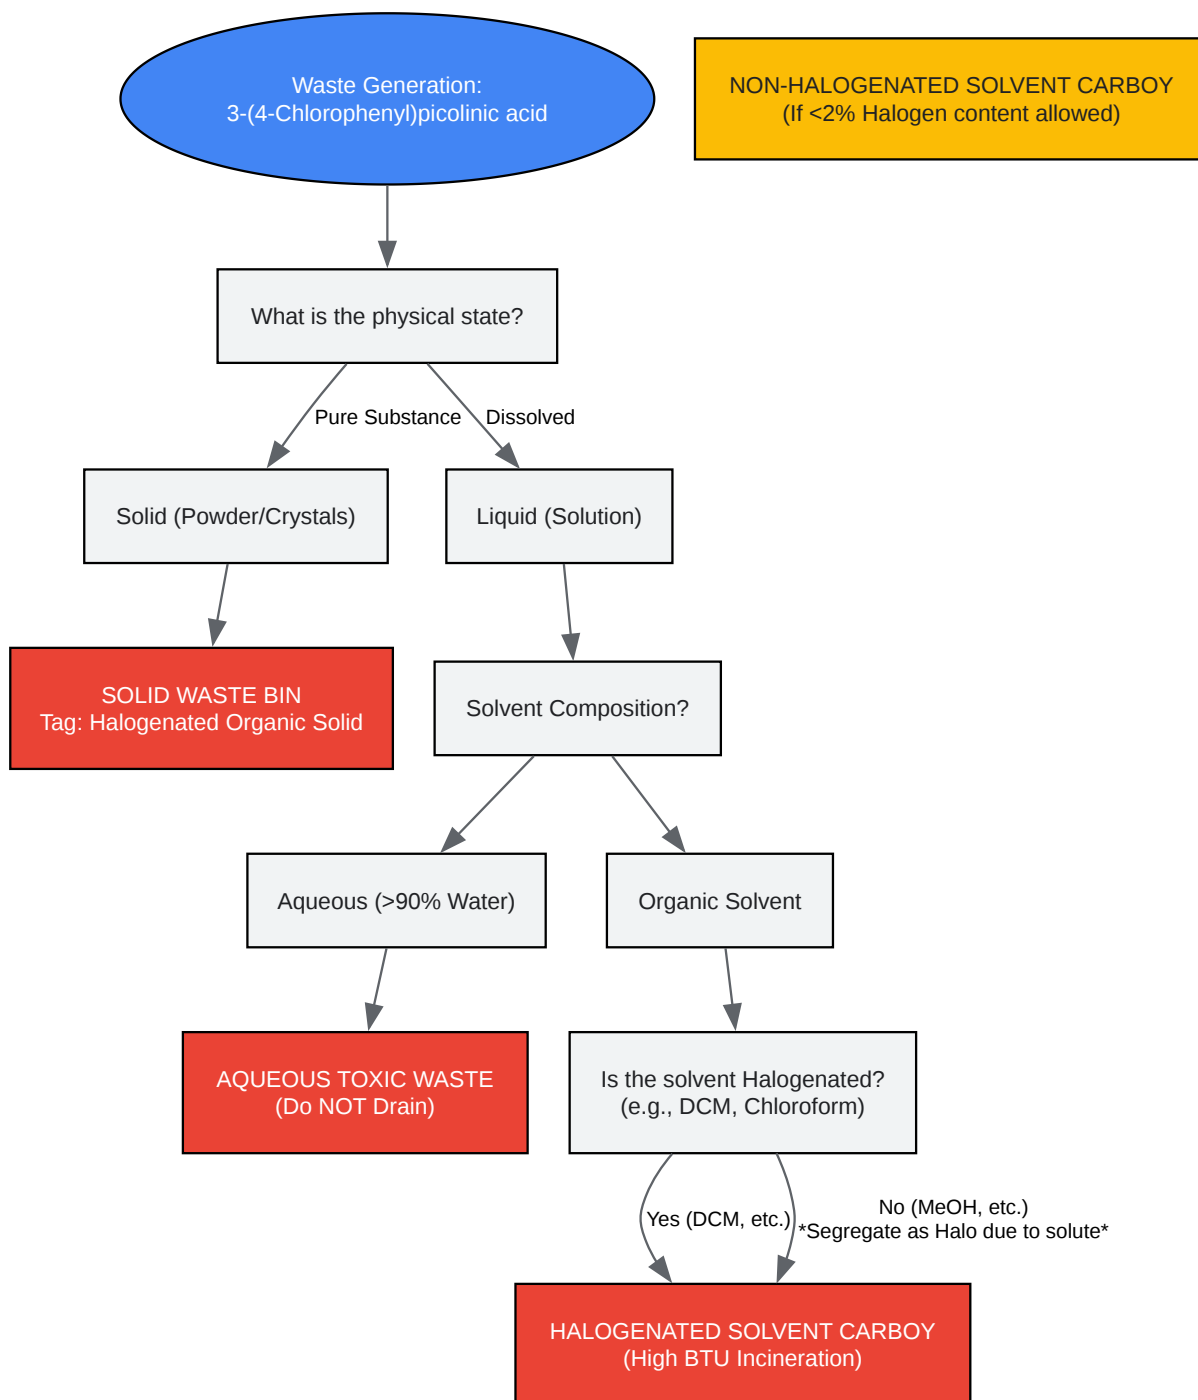 Waste Generation:
3-(4-Chlorophenyl)picolinic acid
NON-HALOGENATED SOLVENT CARBOY
(If <2% Halogen content allowed)
What is the physical state?
Pure Substance
Dissolved
Solid (Powder/Crystals)
Liquid (Solution)
SOLID WASTE BIN
Tag: Halogenated Organic Solid
Solvent Composition?
Aqueous (>90% Water)
Organic Solvent
AQUEOUS TOXIC WASTE
(Do NOT Drain)
Is the solvent Halogenated?
(e.g., DCM, Chloroform)
Yes (DCM, etc.)
No (MeOH, etc.)
*Segregate as Halo due to solute*
HALOGENATED SOLVENT CARBOY
(High BTU Incineration)